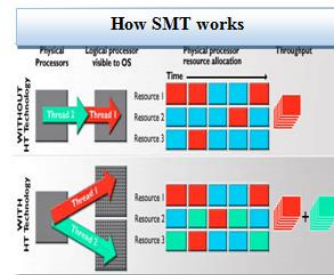 How SMT works
Physical Processors
Logical processor visible to OS
Physical processor resource allocation
Throughput
Time
WITHOUT HT Technology
Thread 2
Thread 1
Resource 1
Resource 2
Resource 3
WITH HT Technology
Thread 1
Thread 2
Resource 1
Resource 2
Resource 3
+